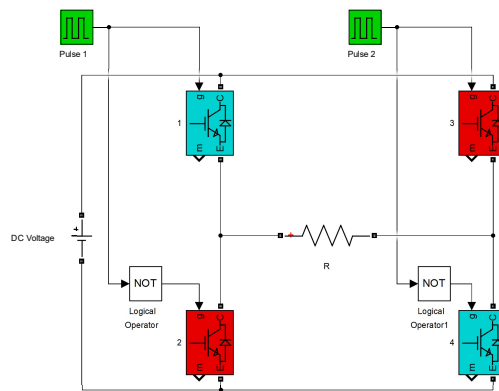 Pulse 1
Pulse 2
g
C
1
m
E
g
C
3
m
E
DC Voltage
+
+
R
NOT
Logical
Operator
g
C
2
m
E
NOT
Logical
Operator1
g
C
4
m
E